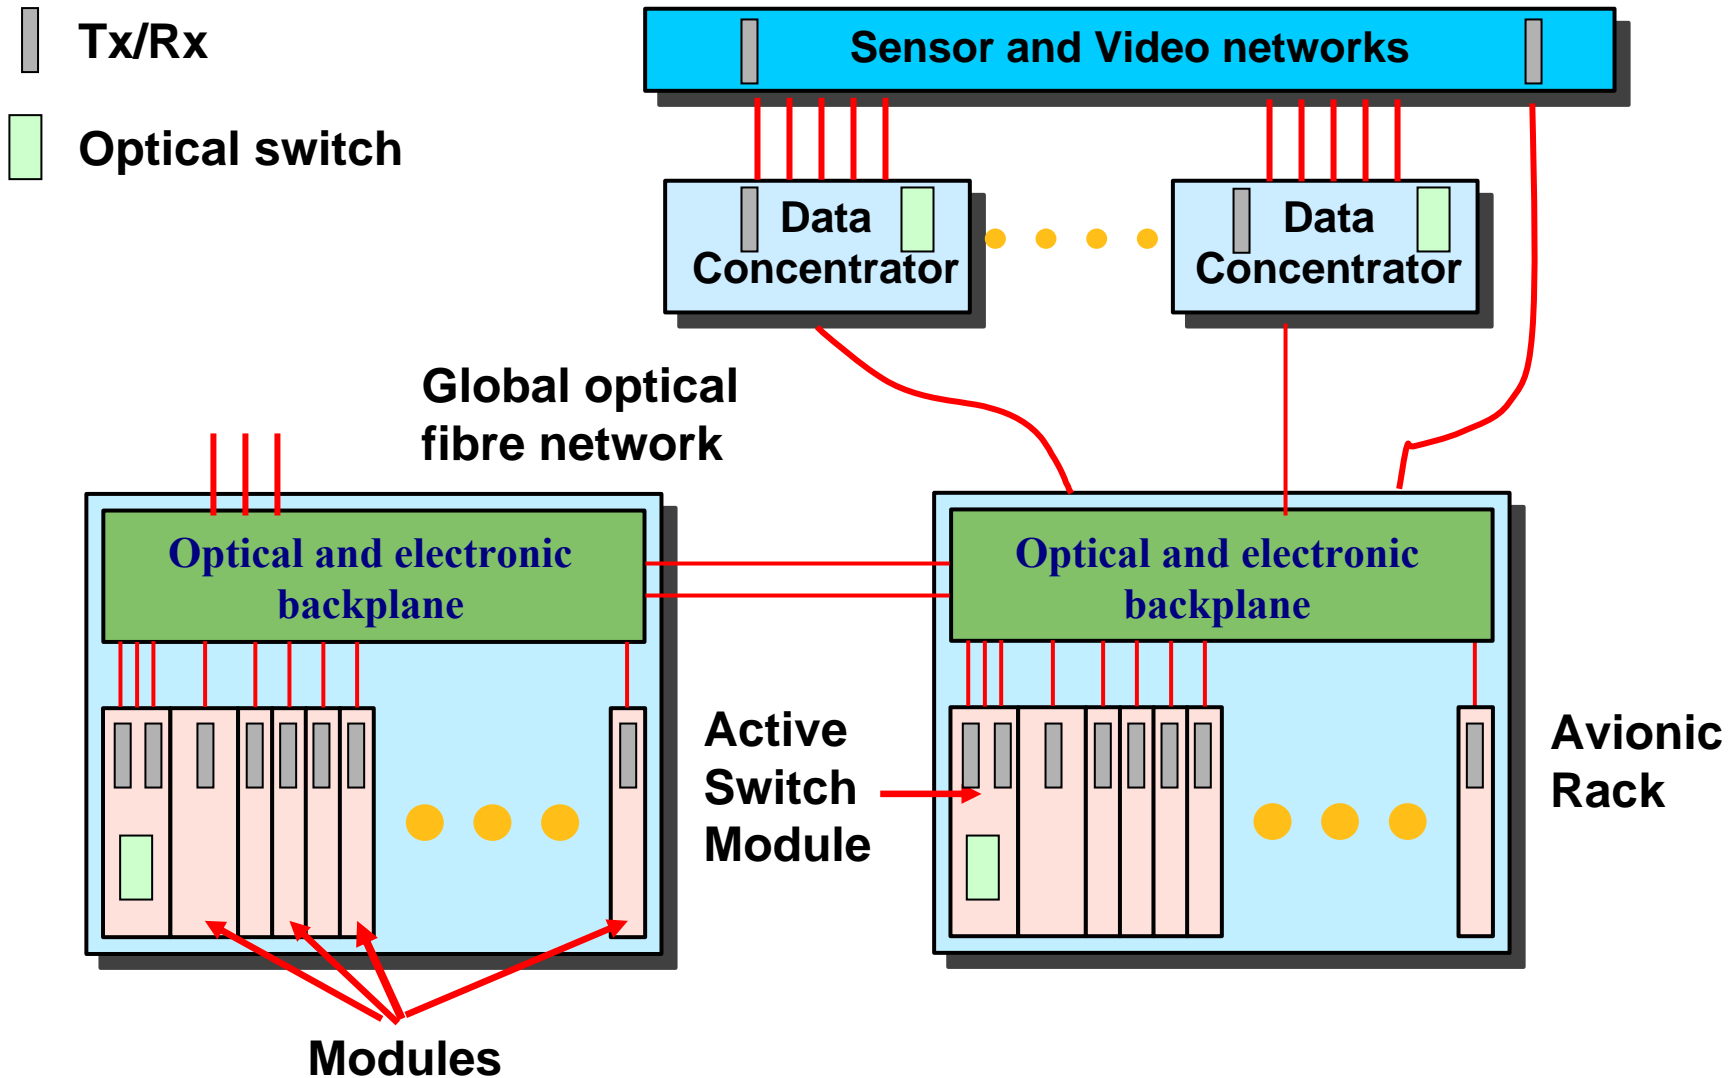 Tx/Rx
Optical switch
Sensor and Video networks
Data
Concentrator
Data
Concentrator
Global optical
fibre network
Optical and electronic
backplane
Optical and electronic
backplane
Active
Switch
Module
Avionic
Rack
Modules